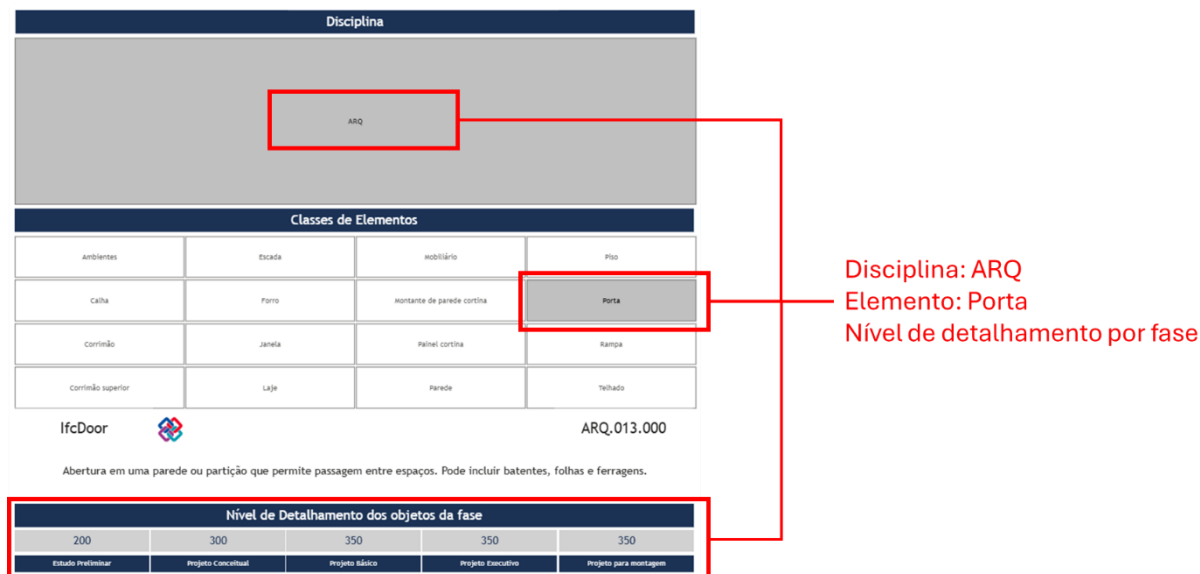 Disciplina
ARQ
Classes de Elementos
Ambientes Escada Mobiliário Piso
Calha Forro Montante de parede cortina Porta
Corrimão Janela Painel cortina Rampa
Corrimão superior Laje Parede Telhado
IfcDoor ARQ.013.000
Abertura em uma parede ou partição que permite passagem entre espaços. Pode incluir batentes, folhas e ferragens.
Nível de Detalhamento dos objetos da fase
200 300 350 350 350
Estudo Preliminar Projeto Conceitual Projeto Básico Projeto Executivo Projeto para montagem
Disciplina: ARQ
Elemento: Porta
Nível de detalhamento por fase